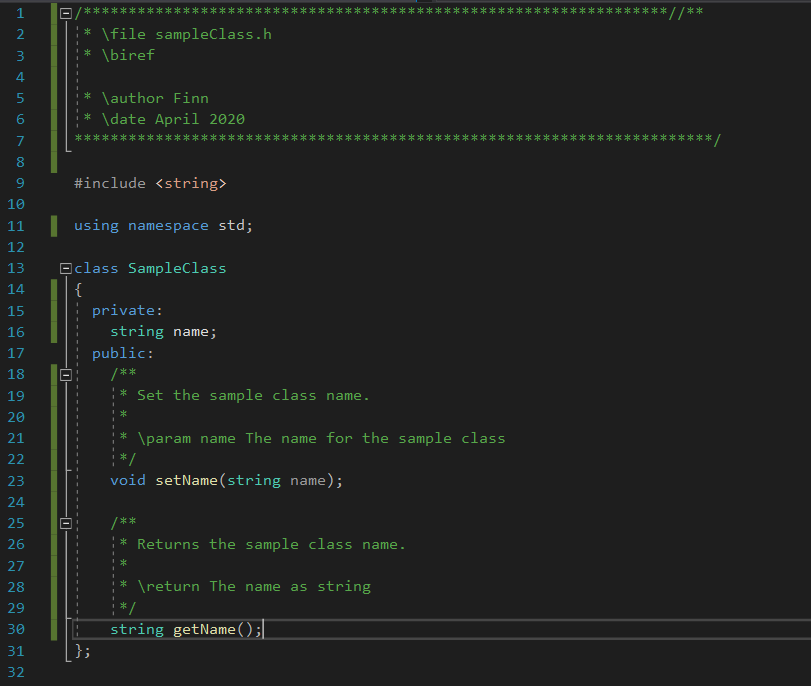 1 /*****************************************************************//**
2 * \file sampleClass.h
3 * \biref
4
5 * \author Finn
6 * \date April 2020
7 ***********************************************************************/
8
9 #include <string>
10
11 using namespace std;
12
13 class SampleClass
14 {
15 private:
16 string name;
17 public:
18 /**
19 * Set the sample class name.
20 *
21 * \param name The name for the sample class
22 */
23 void setName(string name);
24
25 /**
26 * Returns the sample class name.
27 *
28 * \return The name as string
29 */
30 string getName();
31 };
32